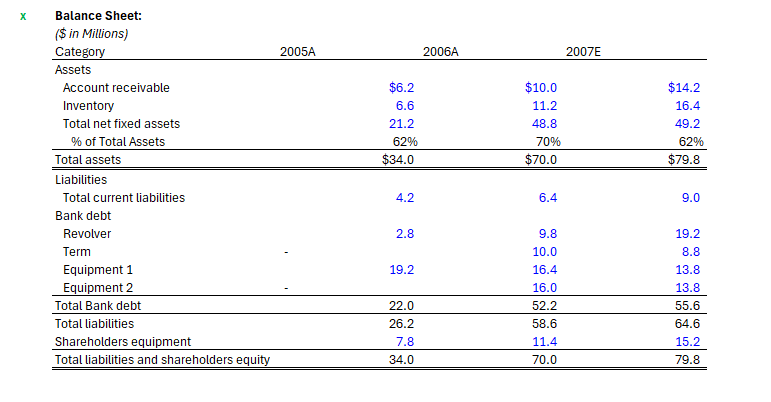 x Balance Sheet:
($ in Millions)
Category 2005A 2006A 2007E
Assets
Account receivable $6.2 $10.0 $14.2
Inventory 6.6 11.2 16.4
Total net fixed assets 21.2 48.8 49.2
% of Total Assets 62% 70% 62%
Total assets $34.0 $70.0 $79.8
Liabilities
Total current liabilities 4.2 6.4 9.0
Bank debt
Revolver 2.8 9.8 19.2
Term - 10.0 8.8
Equipment 1 19.2 16.4 13.8
Equipment 2 - 16.0 13.8
Total Bank debt 22.0 52.2 55.6
Total liabilities 26.2 58.6 64.6
Shareholders equipment 7.8 11.4 15.2
Total liabilities and shareholders equity 34.0 70.0 79.8